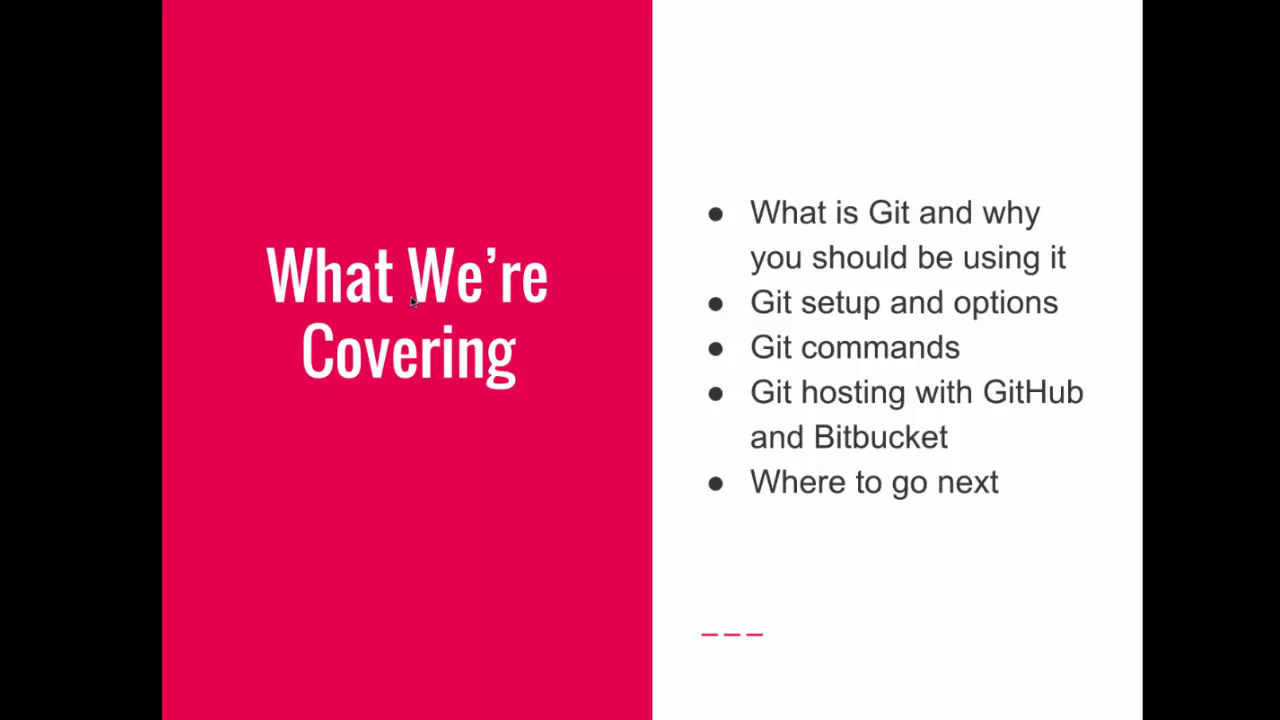 What We’re
Covering
● What is Git and why
you should be using it
● Git setup and options
● Git commands
● Git hosting with GitHub
and Bitbucket
● Where to go next